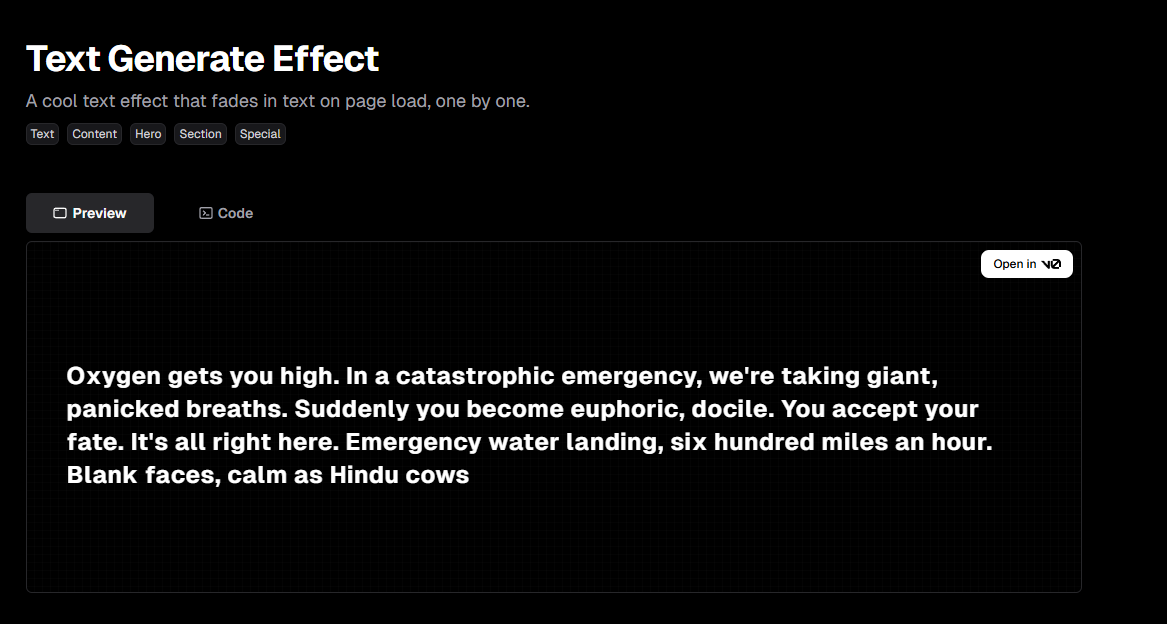 Text Generate Effect
A cool text effect that fades in text on page load, one by one.
Text Content Hero Section Special
Preview Code
Open in v0
Oxygen gets you high. In a catastrophic emergency, we're taking giant,
panicked breaths. Suddenly you become euphoric, docile. You accept your
fate. It's all right here. Emergency water landing, six hundred miles an hour.
Blank faces, calm as Hindu cows